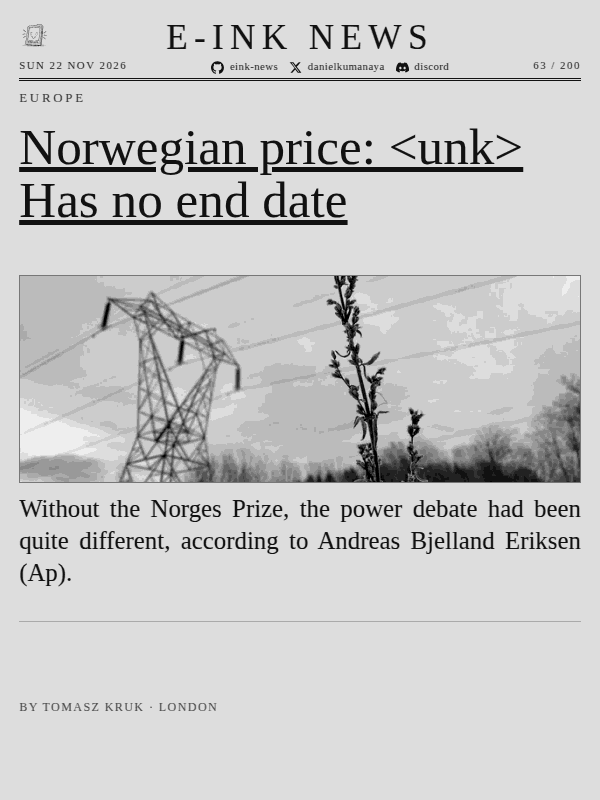 E-INK NEWS
SUN 22 NOV 2026
eink-news danielkumanaya discord
63 / 200
EUROPE
Norwegian price: <unk>
Has no end date
Without the Norges Prize, the power debate had been
quite different, according to Andreas Bjelland Eriksen
(Ap).
BY TOMASZ KRUK · LONDON